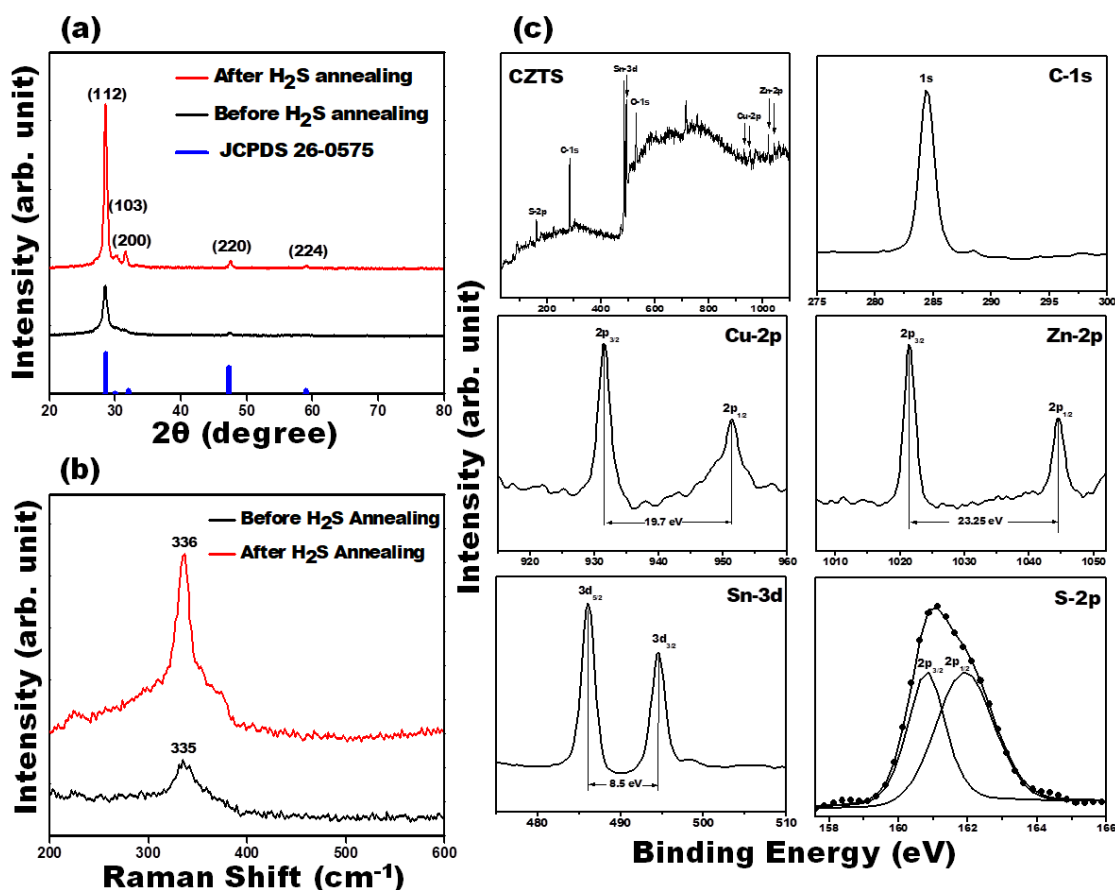 (a)
Intensity (arb. unit)
After H₂S annealing
Before H₂S annealing
JCPDS 26-0575
(112)
(103)
(200)
(220)
(224)
20 30 40 50 60 70 80
2θ (degree)
(b)
Intensity (arb. unit)
Before H₂S Annealing
After H₂S Annealing
336
335
200 300 400 500 600
Raman Shift (cm⁻¹)
(c)
Intensity (arb. unit)
CZTS
Sn-3d
O-1s
C-1s
S-2p
Cu-2p
Zn-2p
200 400 600 800 1000
C-1s
1s
275 280 285 290 295 300
Cu-2p
2p3/2
2p1/2
19.7 eV
920 930 940 950 960
Zn-2p
2p3/2
2p1/2
23.25 eV
1010 1020 1030 1040 1050
Sn-3d
3d5/2
3d3/2
8.5 eV
480 490 500 510
S-2p
2p3/2 2p1/2
158 160 162 164 166
Binding Energy (eV)